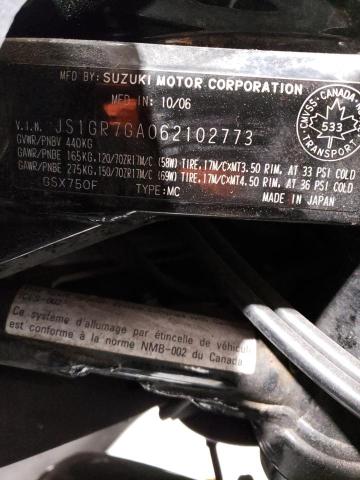 MFD BY: SUZUKI MOTOR CORPORATION
MFD IN: 10/06
V.I.N. JS1GR7GA062102773
GVWR/PNBV 440KG
GAWR/PNBE 165KG,120/70ZR17M/C (58W) TIRE,17M/C×MT3.50 RIM, AT 33 PSI COLD
GAWR/PNBE 275KG,150/70ZR17M/C (69W) TIRE,17M/C×MT4.50 RIM, AT 36 PSI COLD
GSX750F TYPE:MC MADE IN JAPAN
CMVSS-NSVAC CANADA
533
TRANSPORT
Ce système d'allumage par étincelle de véhicule
est conforme à la norme NMB-002 du Canada